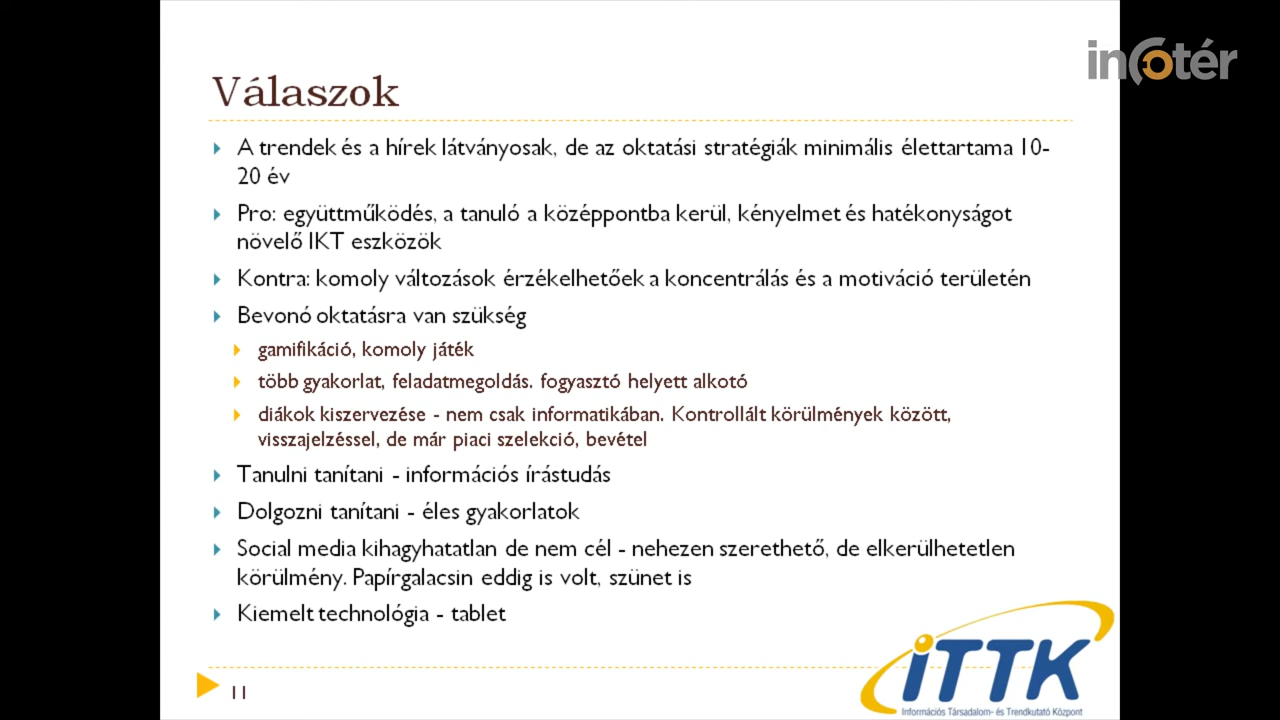 infotér
Válaszok
A trendek és a hírek látványosak, de az oktatási stratégiák minimális élettartama 10-
20 év
Pro: együttműködés, a tanuló a középpontba kerül, kényelmet és hatékonyságot
növelő IKT eszközök
Kontra: komoly változások érzékelhetőek a koncentrálás és a motiváció területén
Bevonó oktatásra van szükség
gamifikáció, komoly játék
több gyakorlat, feladatmegoldás. fogyasztó helyett alkotó
diákok kiszervezése - nem csak informatikában. Kontrollált körülmények között,
visszajelzéssel, de már piaci szelekció, bevétel
Tanulni tanítani - információs írástudás
Dolgozni tanítani - éles gyakorlatok
Social media kihagyhatatlan de nem cél - nehezen szerethető, de elkerülhetetlen
körülmény. Papírgalacsin eddig is volt, szünet is
Kiemelt technológia - tablet
iTTK
Információs Társadalom- és Trendkutató Központ
11